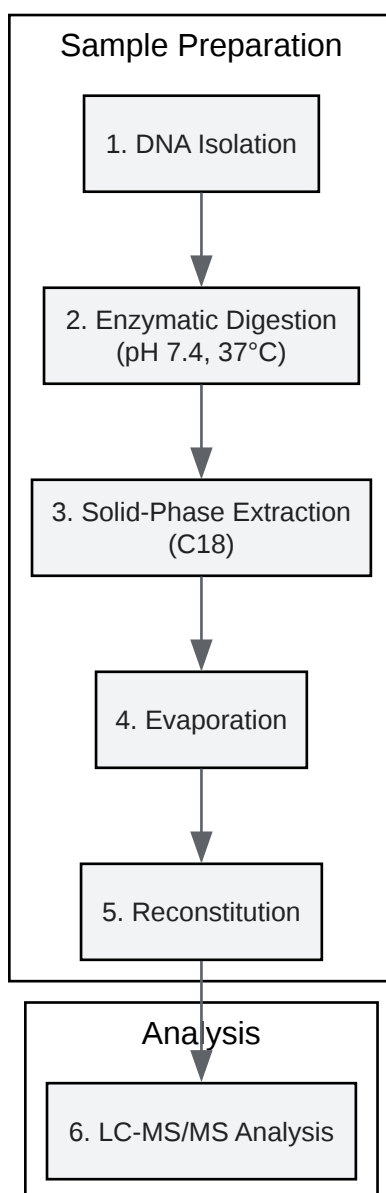 Sample Preparation
1. DNA Isolation
2. Enzymatic Digestion
(pH 7.4, 37°C)
3. Solid-Phase Extraction
(C18)
4. Evaporation
5. Reconstitution
Analysis
6. LC-MS/MS Analysis